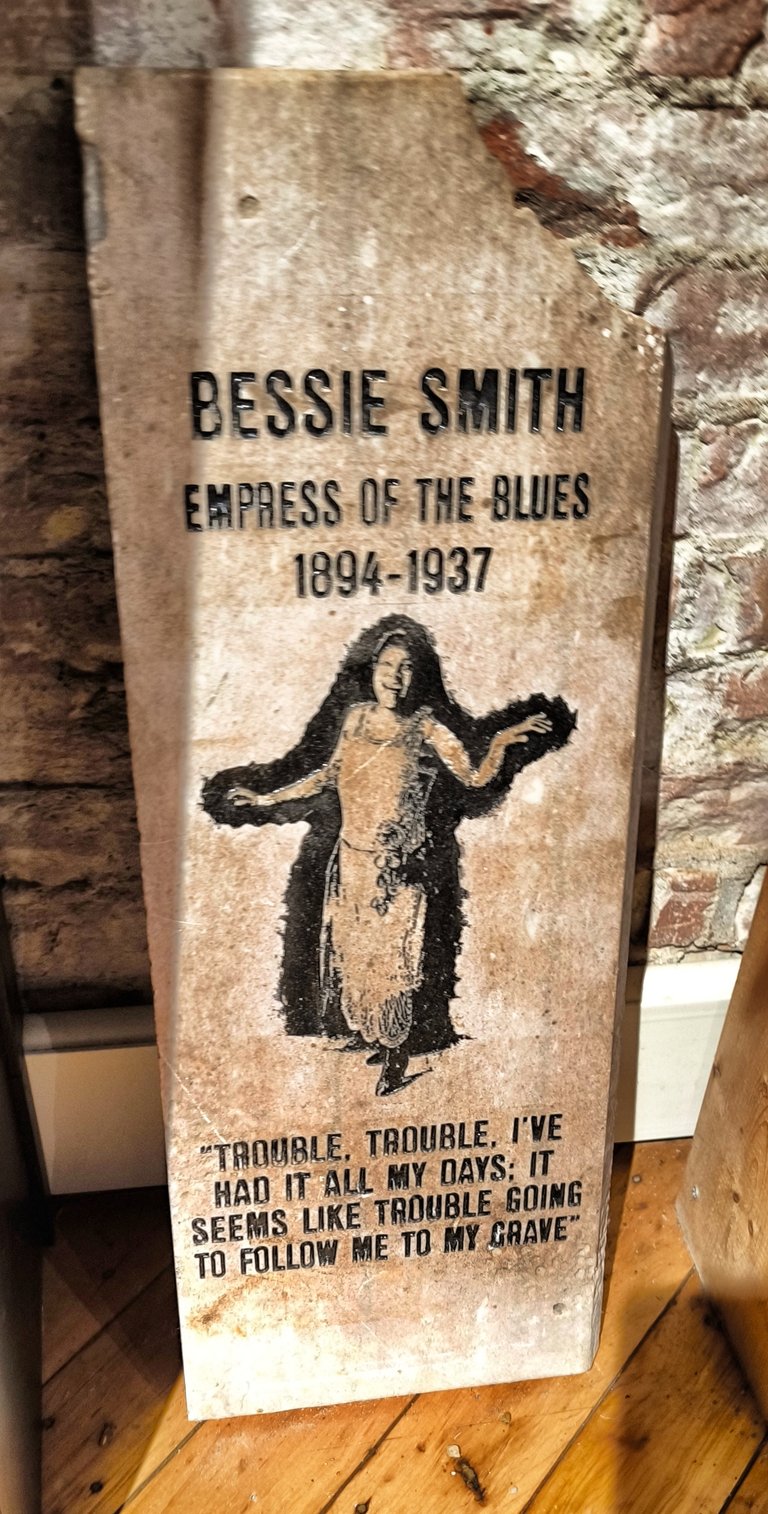 BESSIE SMITH
EMPRESS OF THE BLUES
1894-1937
"TROUBLE, TROUBLE, I'VE
HAD IT ALL MY DAYS; IT
SEEMS LIKE TROUBLE GOING
TO FOLLOW ME TO MY GRAVE"